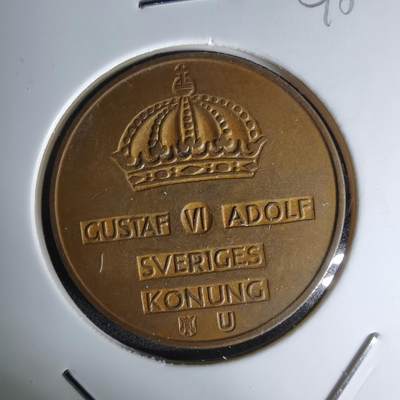 GUSTAF VI ADOLF
SVERIGES
KONUNG
U